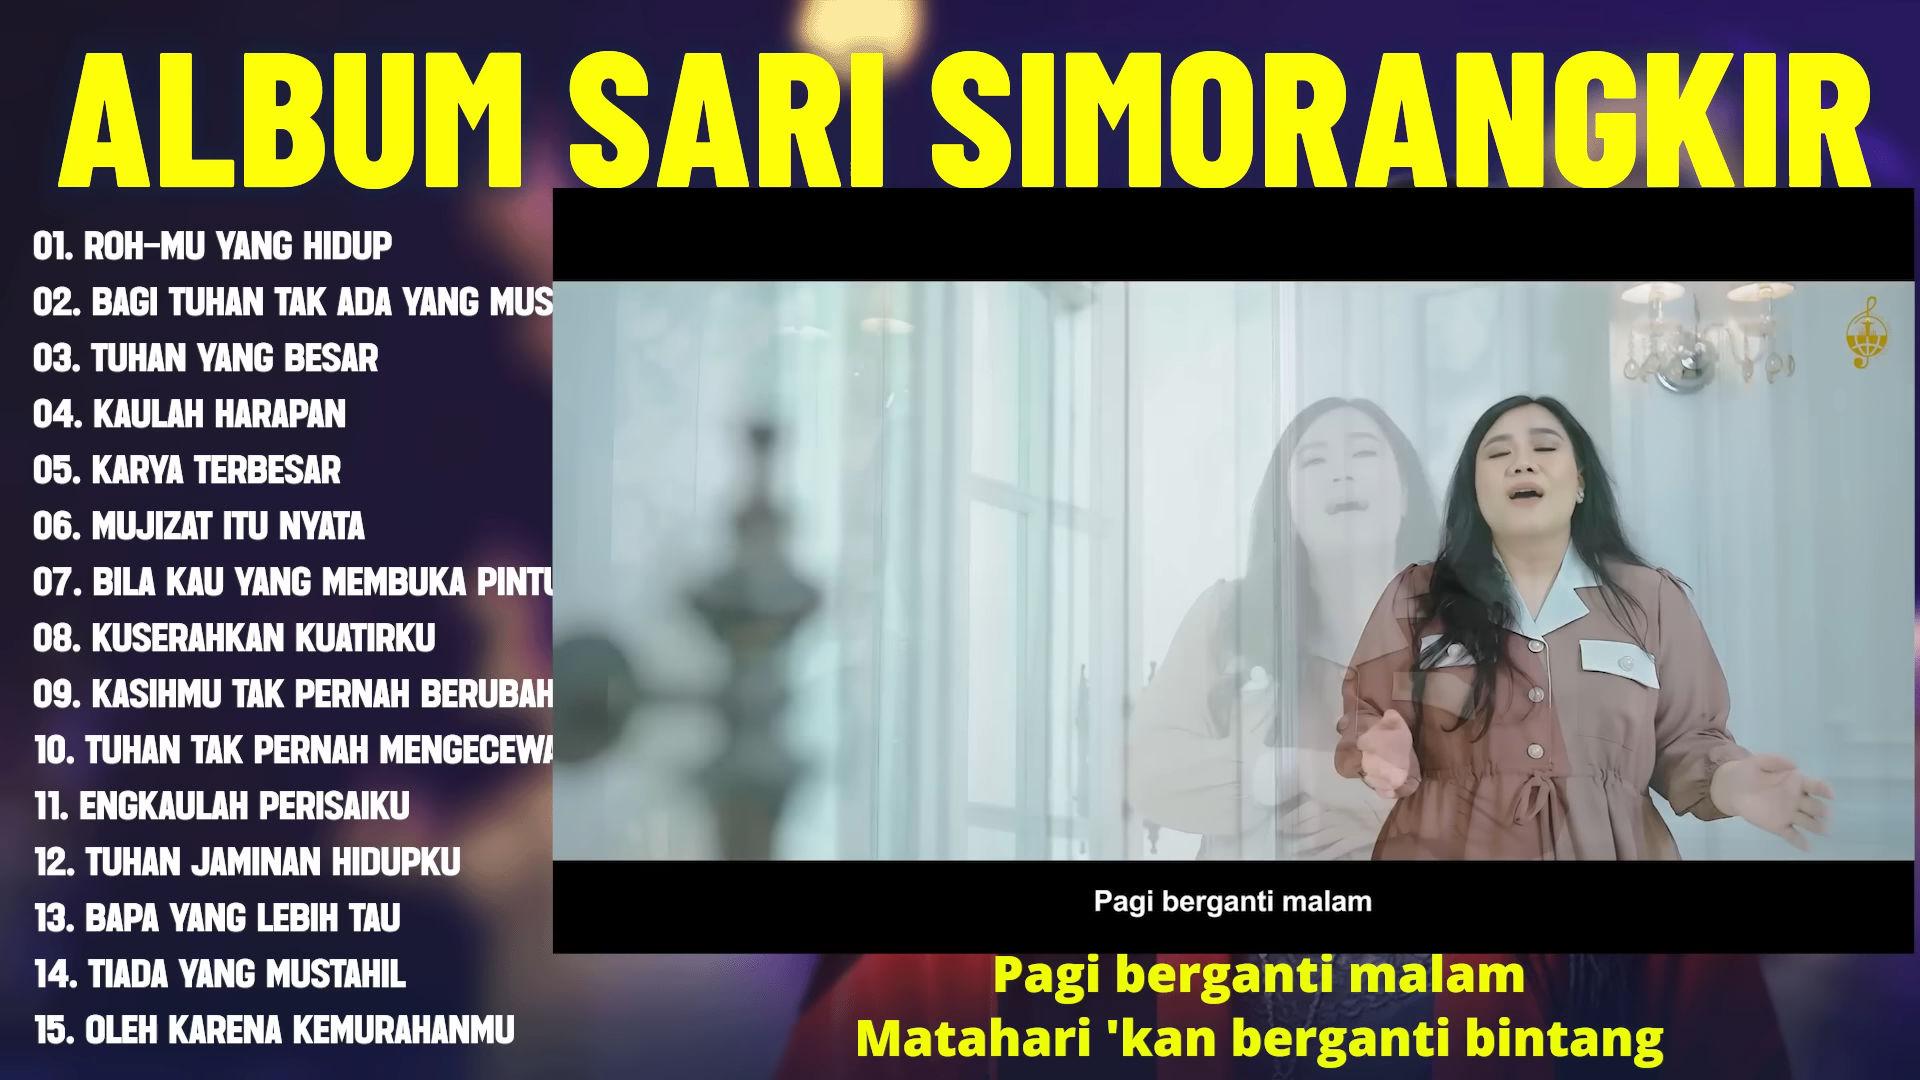 ALBUM SARI SIMORANGKIR
01. ROH-MU YANG HIDUP
02. BAGI TUHAN TAK ADA YANG
03. TUHAN YANG BESAR
04. KAULAH HARAPAN
05. KARYA TERBESAR
06. MUJIZAT ITU NYATA
07. BILA KAU YANG MEMBUKA PINTU
08. KUSERAHKAN KUATIRKU
09. KASIHMU TAK PERNAH BERUBAH
10. TUHAN TAK PERNAH
11. ENGKAULAH PERISAIKU
12. TUHAN JAMINAN HIDUPKU
13. BAPA YANG LEBIH TAU
14. TIADA YANG MUSTAHIL
15. OLEH KARENA KEMURAHANMU
Pagi berganti malam
Pagi berganti malam
Matahari 'kan berganti bintang